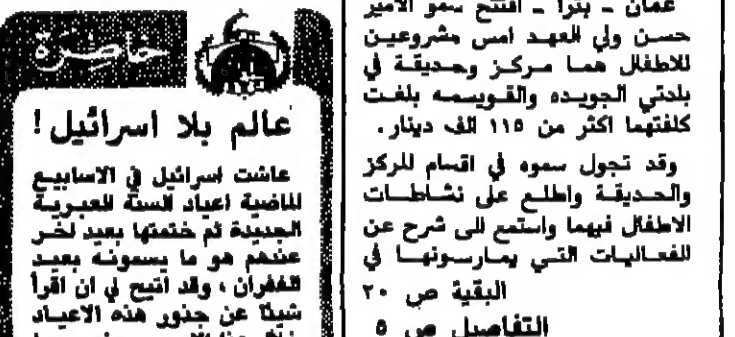 عمان - بترا - افتتح سمو الامير
حسن ولي العهد امس مشروعين
للاطفال هما مركز وحديقة في
بلدتي الجويده والقويسمه بلغت
كلفتهما اكثر من ١١٥ الف دينار.
وقد تجول سموه في اقسام المركز
والحديقة واطلع على نشاطات
الاطفال فيهما واستمع الى شرح عن
الفعاليات التي يمارسونها في
البقية ص ٢٠
التفاصيل ص ٥
خاطرة
عالم بلا اسرائيل!
عاشت اسرائيل في الاسابيع
الماضية اعياد السنة العبرية
الجديدة ثم ختمتها بعيد اخر
عندهم هو ما يسمونه بعيد
الغفران ، وقد اتيح لي ان اقرأ
شيئا عن جذور هذه الاعياد